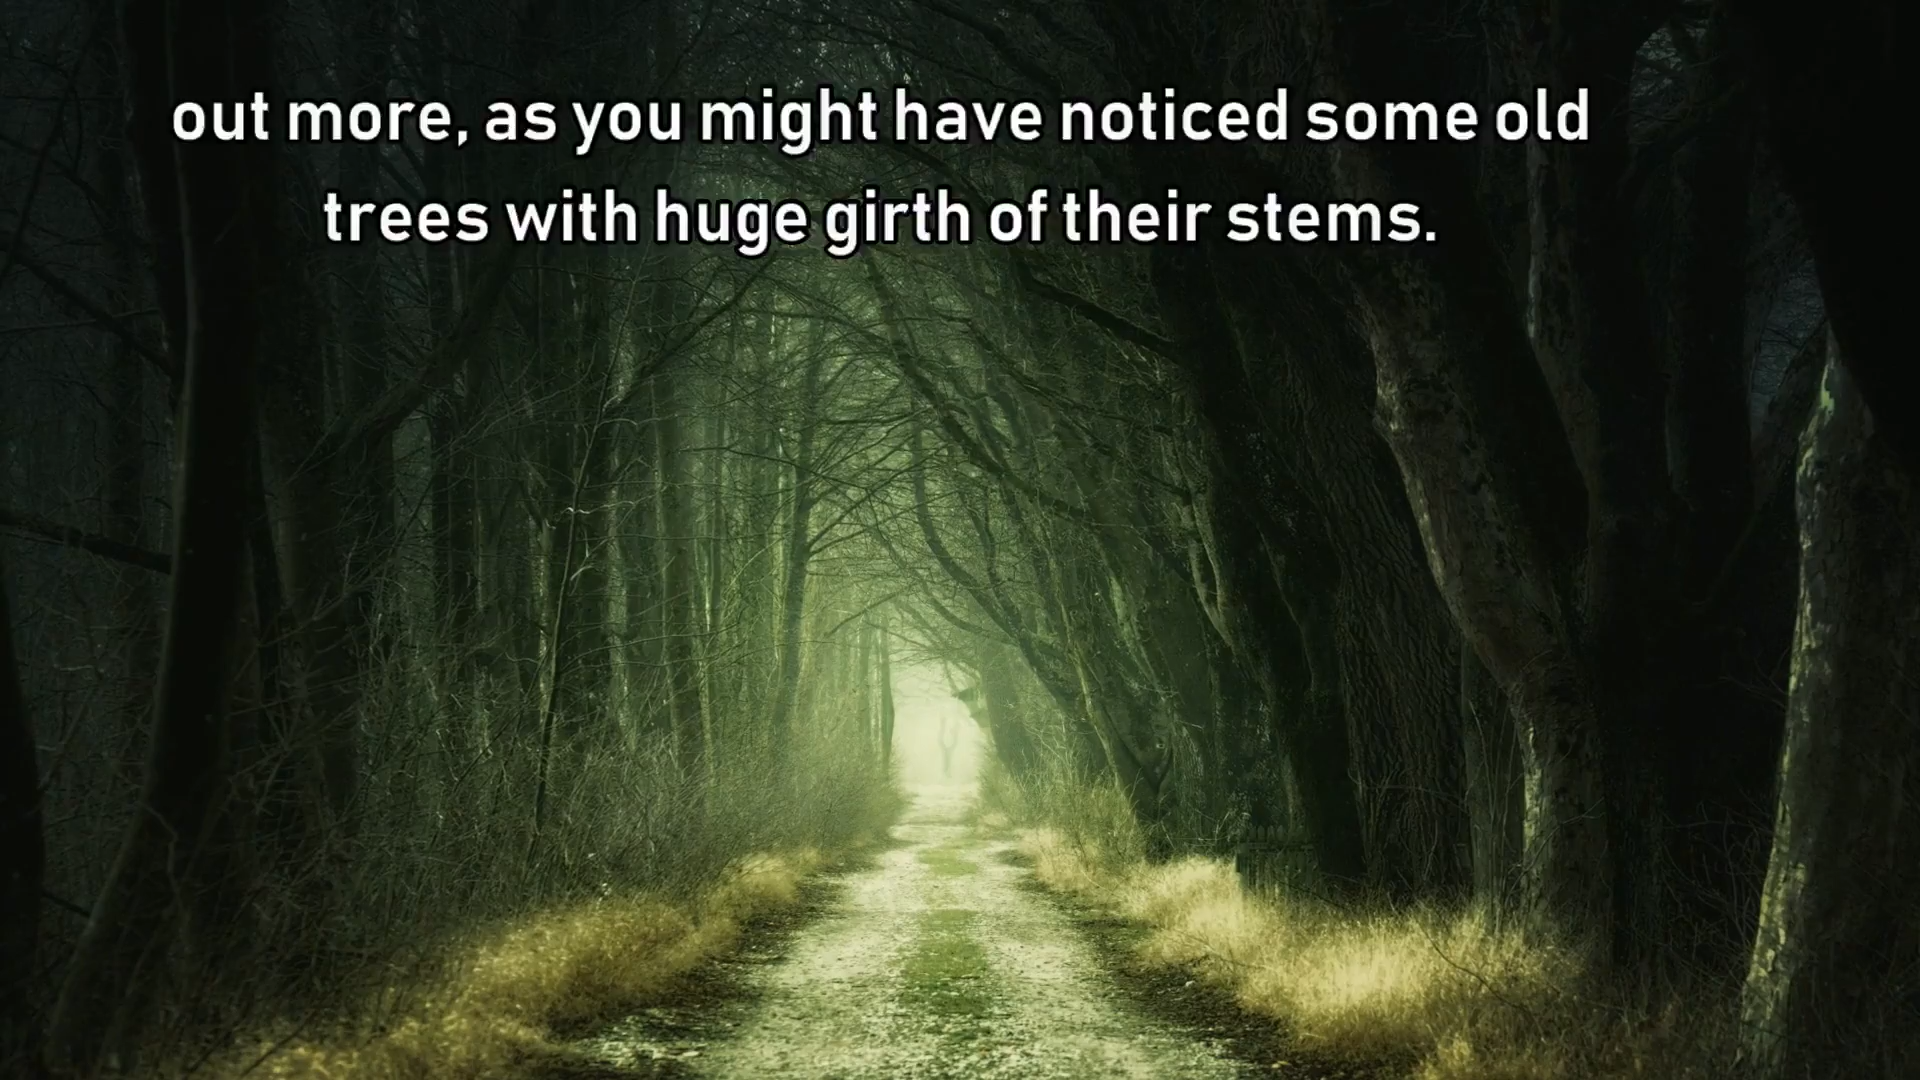 out more, as you might have noticed some old
trees with huge girth of their stems.